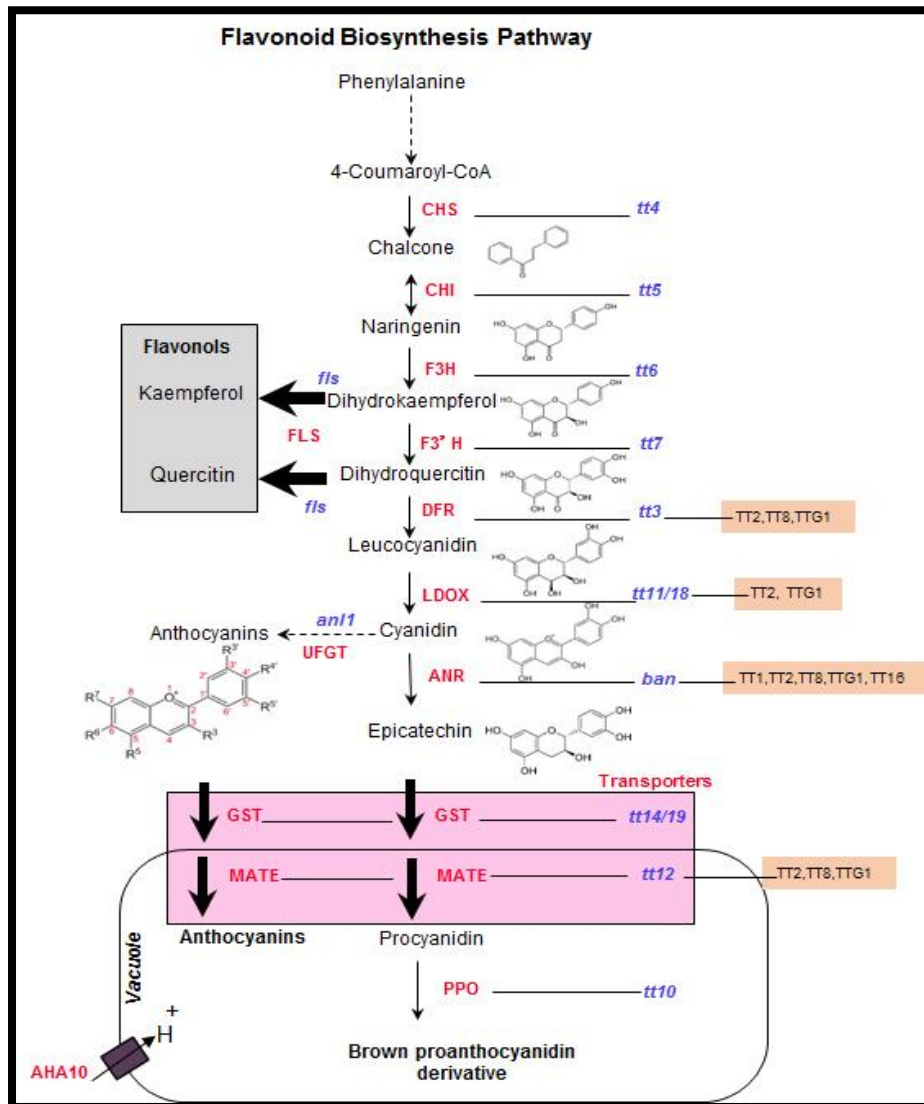 Flavonoid Biosynthesis Pathway
Phenylalanine
4-Coumaroyl-CoA
CHS
tt4
Chalcone
CHI
tt5
Naringenin
Flavonols
F3H
tt6
Kaempferol
fls
Dihydrokaempferol
FLS
F3' H
tt7
Quercitin
Dihydroquercitin
fls
DFR
tt3
TT2,TT8,TTG1
Leucocyanidin
LDOX
tt11/18
TT2, TTG1
Anthocyanins
anl1
Cyanidin
UFGT
ANR
ban
TT1,TT2,TT8,TTG1,TT16
Epicatechin
Transporters
GST
GST
tt14/19
MATE
MATE
tt12
TT2,TT8,TTG1
Anthocyanins
Procyanidin
Vacuole
PPO
tt10
H+
AHA10
Brown proanthocyanidin
derivative